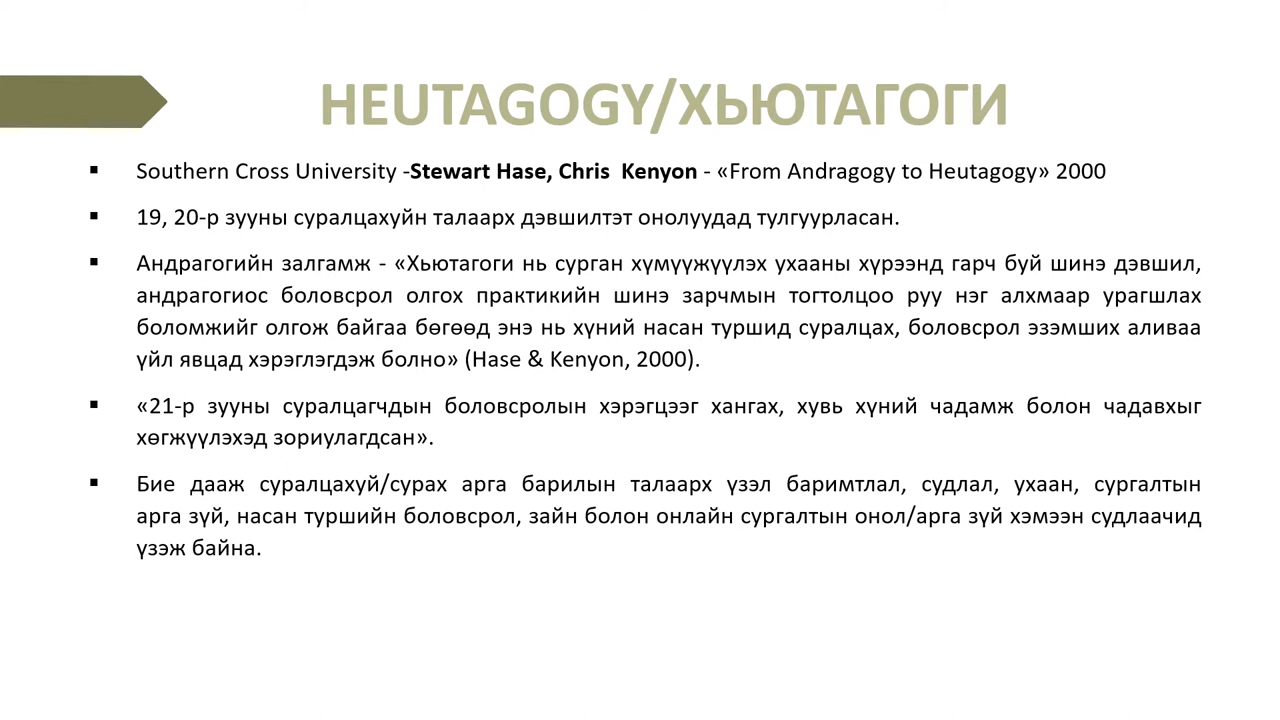 HEUTAGOGY/ХЬЮТАГОГИ
▪ Southern Cross University -Stewart Hase, Chris Kenyon - «From Andragogy to Heutagogy» 2000
▪ 19, 20-р зууны суралцахуйн талаарх дэвшилтэт онолуудад тулгуурласан.
▪ Андрагогийн залгамж - «Хьютагоги нь сурган хүмүүжүүлэх ухааны хүрээнд гарч буй шинэ дэвшил,
андрагогиос боловсрол олгох практикийн шинэ зарчмын тогтолцоо руу нэг алхмаар урагшлах
боломжийг олгож байгаа бөгөөд энэ нь хүний насан туршид суралцах, боловсрол эзэмших аливаа
үйл явцад хэрэглэгдэж болно» (Hase & Kenyon, 2000).
▪ «21-р зууны суралцагчдын боловсролын хэрэгцээг хангах, хувь хүний чадамж болон чадавхыг
хөгжүүлэхэд зориулагдсан».
▪ Бие дааж суралцахуй/сурах арга барилын талаарх үзэл баримтлал, судлал, ухаан, сургалтын
арга зүй, насан туршийн боловсрол, зайн болон онлайн сургалтын онол/арга зүй хэмээн судлаачид
үзэж байна.